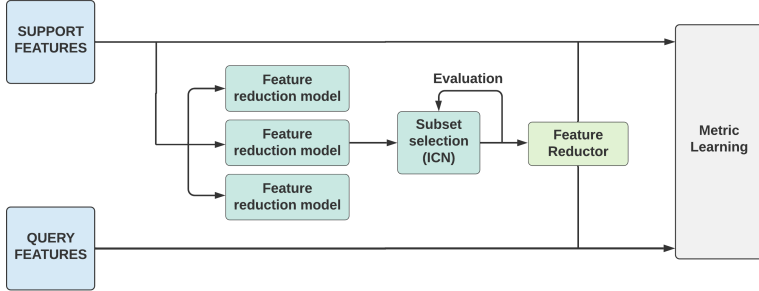 SUPPORT
FEATURES
Feature
reduction model
Feature
reduction model
Feature
reduction model
Evaluation
Subset
selection
(ICN)
Feature
Reductor
Metric
Learning
QUERY
FEATURES